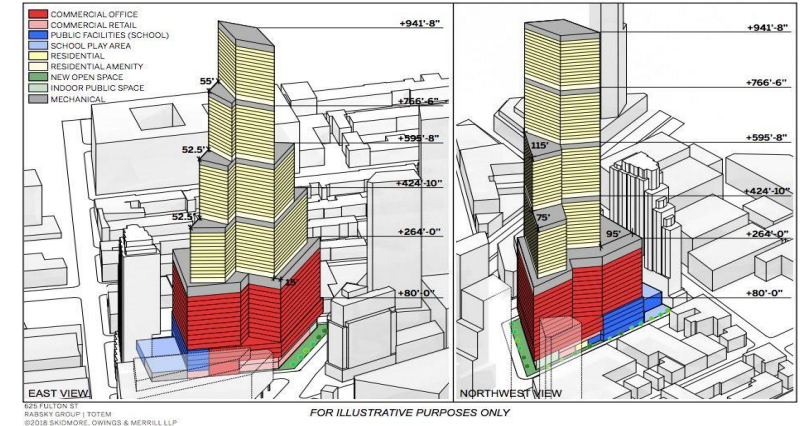 COMMERCIAL OFFICE
COMMERCIAL RETAIL
PUBLIC FACILITIES (SCHOOL)
SCHOOL PLAY AREA
RESIDENTIAL
RESIDENTIAL AMENITY
NEW OPEN SPACE
INDOOR PUBLIC SPACE
MECHANICAL
+941'-8"
+766'-6"
+595'-8"
+424'-10"
+264'-0"
+80'-0"
55'
52.5'
52.5'
15'
EAST VIEW
+941'-8"
+766'-6"
+595'-8"
+424'-10"
+264'-0"
+80'-0"
115'
75'
95'
NORTHWEST VIEW
625 FULTON ST
RABSKY GROUP | TOTEM
©2018 SKIDMORE, OWINGS & MERRILL LLP
FOR ILLUSTRATIVE PURPOSES ONLY